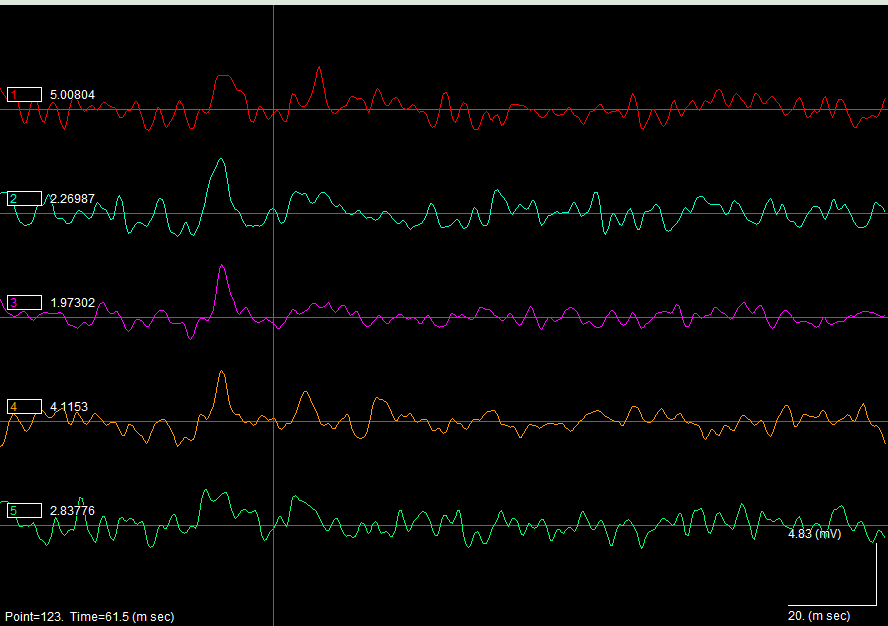 1 5.00804
2 2.26987
3 1.97302
4 4.1153
5 2.83776
4.83 (mV)
20. (m sec)
Point=123. Time=61.5 (m sec)